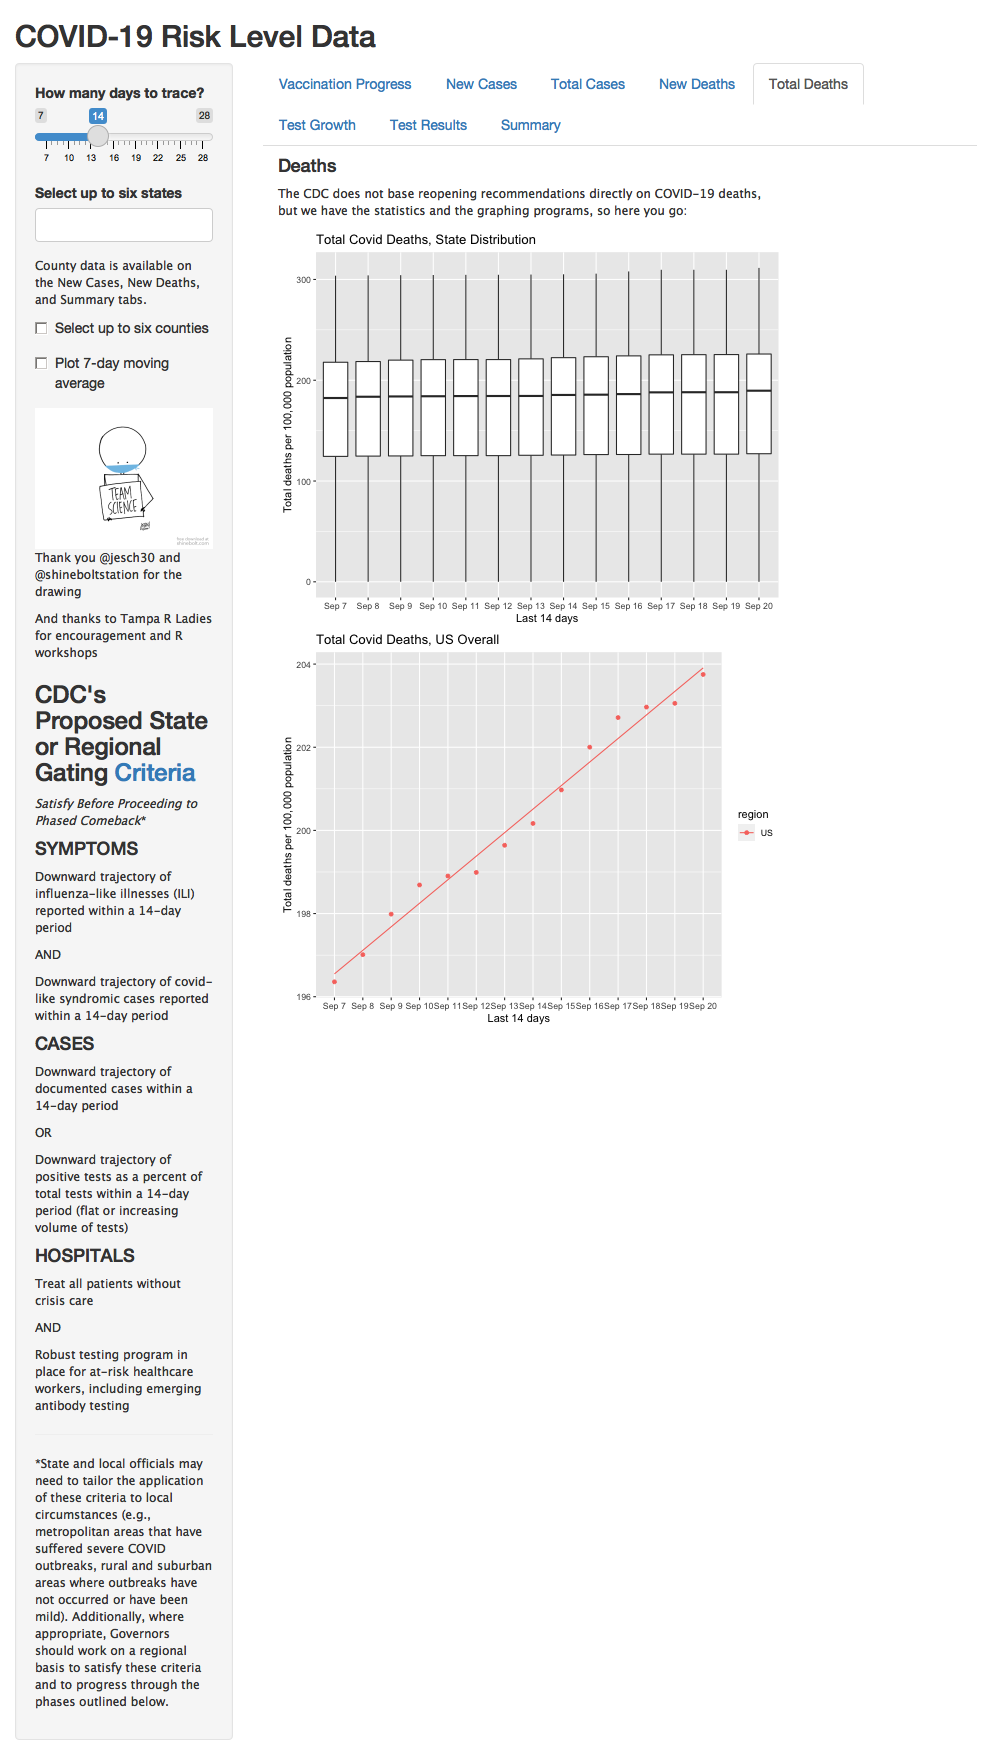 COVID-19 Risk Level Data
How many days to trace?
7 14 28
7 10 13 16 19 22 25 28
Select up to six states
County data is available on
the New Cases, New Deaths,
and Summary tabs.
Select up to six counties
Plot 7-day moving
average
TEAM
SCIENCE
Thank you @jesch30 and
@shineboltstation for the
drawing
And thanks to Tampa R Ladies
for encouragement and R
workshops
CDC's
Proposed State
or Regional
Gating Criteria
Satisfy Before Proceeding to
Phased Comeback*
SYMPTOMS
Downward trajectory of
influenza-like illnesses (ILI)
reported within a 14-day
period
AND
Downward trajectory of covid-
like syndromic cases reported
within a 14-day period
CASES
Downward trajectory of
documented cases within a
14-day period
OR
Downward trajectory of
positive tests as a percent of
total tests within a 14-day
period (flat or increasing
volume of tests)
HOSPITALS
Treat all patients without
crisis care
AND
Robust testing program in
place for at-risk healthcare
workers, including emerging
antibody testing
*State and local officials may
need to tailor the application
of these criteria to local
circumstances (e.g.,
metropolitan areas that have
suffered severe COVID
outbreaks, rural and suburban
areas where outbreaks have
not occurred or have been
mild). Additionally, where
appropriate, Governors
should work on a regional
basis to satisfy these criteria
and to progress through the
phases outlined below.
Vaccination Progress New Cases Total Cases New Deaths Total Deaths
Test Growth Test Results Summary
Deaths
The CDC does not base reopening recommendations directly on COVID-19 deaths,
but we have the statistics and the graphing programs, so here you go:
Total Covid Deaths, State Distribution
Total deaths per 100,000 population
300
200
100
0
Sep 7 Sep 8 Sep 9 Sep 10 Sep 11 Sep 12 Sep 13 Sep 14 Sep 15 Sep 16 Sep 17 Sep 18 Sep 19 Sep 20
Last 14 days
Total Covid Deaths, US Overall
Total deaths per 100,000 population
204
202
200
198
196
Sep 7 Sep 8 Sep 9 Sep 10 Sep 11 Sep 12 Sep 13 Sep 14 Sep 15 Sep 16 Sep 17 Sep 18 Sep 19 Sep 20
Last 14 days
region
US